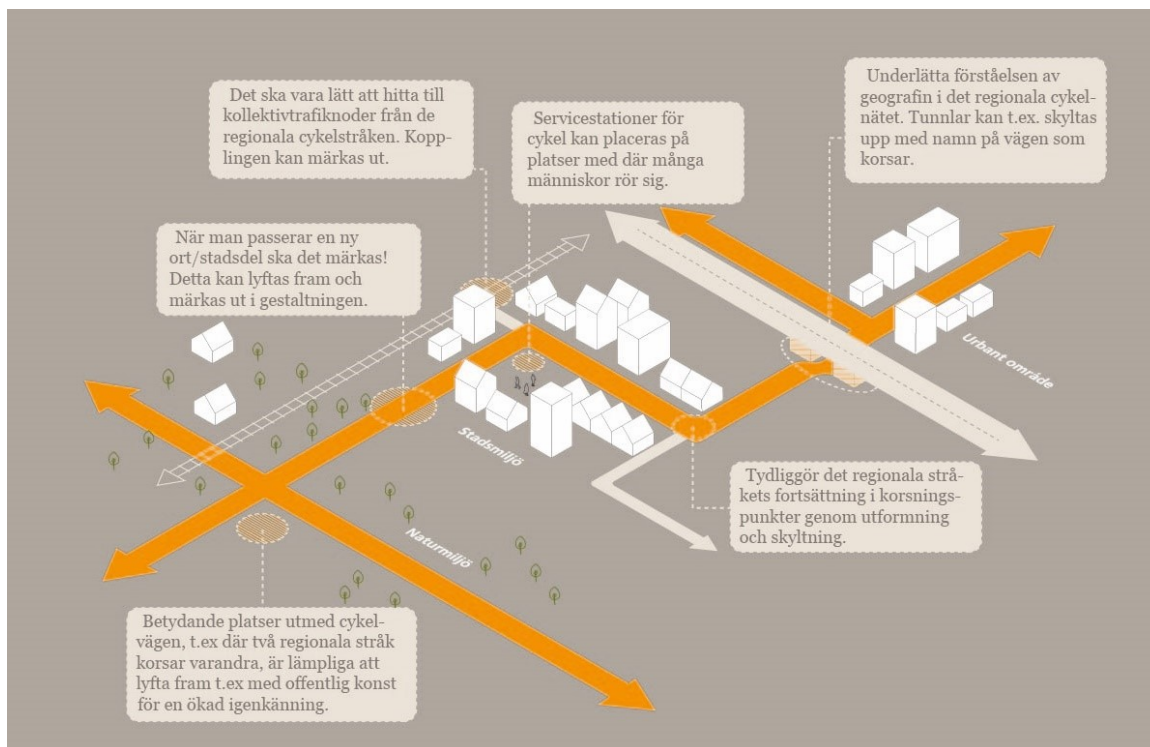 Det ska vara lätt att hitta till
kollektivtrafiknoder från de
regionala cykelstråken. Kopp-
lingen kan märkas ut.
Servicestationer för
cykel kan placeras på
platser med där många
människor rör sig.
Underlätta förståelsen av
geografin i det regionala cykel-
nätet. Tunnlar kan t.ex. skyltas
upp med namn på vägen som
korsar.
När man passerar en ny
ort/stadsdel ska det märkas!
Detta kan lyftas fram och
märkas ut i gestaltningen.
Urbant område
Stadsmiljö
Naturmiljö
Tydliggör det regionala strå-
kets fortsättning i korsnings-
punkter genom utformning
och skyltning.
Betydande platser utmed cykel-
vägen, t.ex där två regionala stråk
korsar varandra, är lämpliga att
lyfta fram t.ex med offentlig konst
för en ökad igenkänning.